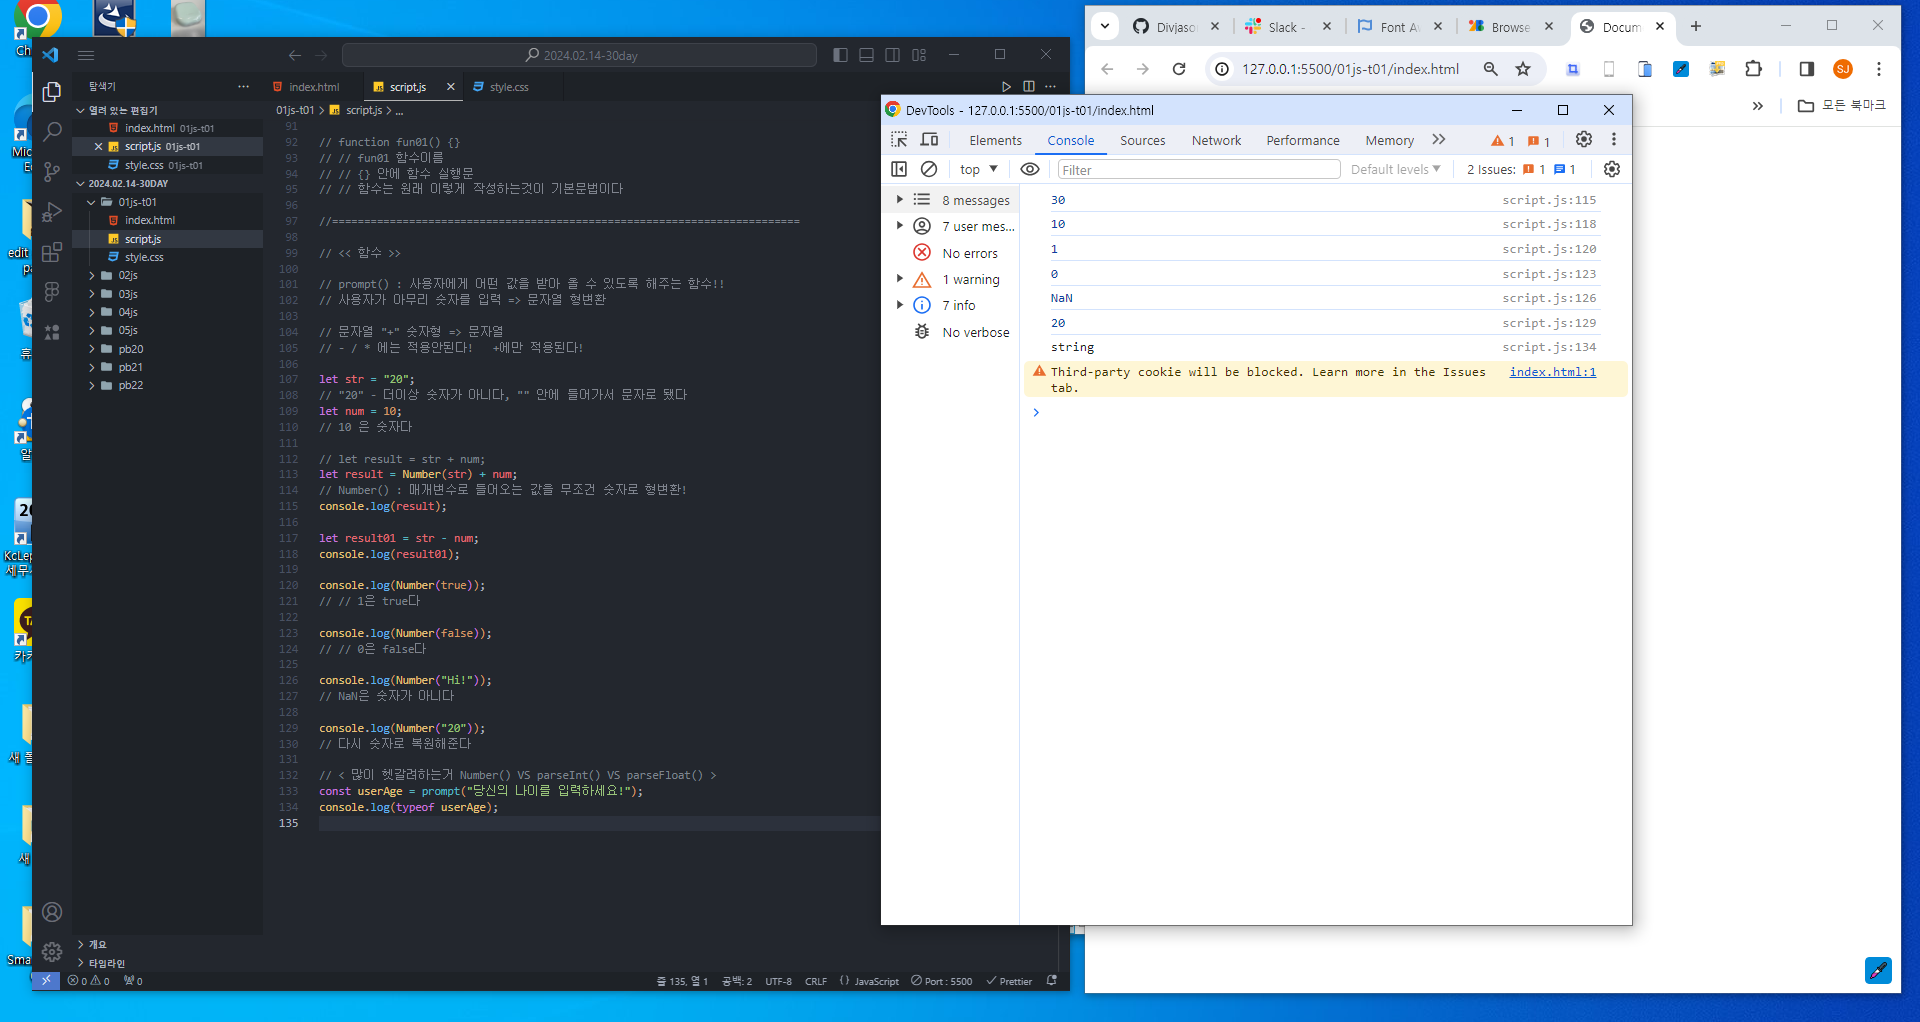 2024.02.14-30day
탐색기
index.html
script.js
style.css
열려 있는 편집기
index.html 01js-t01
script.js 01js-t01
style.css 01js-t01
2024.02.14-30DAY
01js-t01
index.html
script.js
style.css
02js
03js
04js
05js
pb20
pb21
pb22
개요
타임라인
01js-t01 > script.js > ...
91
92 // function fun01() {}
93 // // fun01 함수이름
94 // // {} 안에 함수 실행문
95 // // 함수는 원래 이렇게 작성하는것이 기본문법이다
96
97 //=========================================================================
98
99 // << 함수 >>
100
101 // prompt() : 사용자에게 어떤 값을 받아 올 수 있도록 해주는 함수!!
102 // 사용자가 아무리 숫자를 입력 => 문자열 형변환
103
104 // 문자열 "+" 숫자형 => 문자열
105 // - / * 에는 적용안된다! +에만 적용된다!
106
107 let str = "20";
108 // "20" - 더이상 숫자가 아니다, "" 안에 들어가서 문자로 됐다
109 let num = 10;
110 // 10 은 숫자다
111
112 // let result = str + num;
113 let result = Number(str) + num;
114 // Number() : 매개변수로 들어오는 값을 무조건 숫자로 형변환!
115 console.log(result);
116
117 let result01 = str - num;
118 console.log(result01);
119
120 console.log(Number(true));
121 // // 1은 true다
122
123 console.log(Number(false));
124 // // 0은 false다
125
126 console.log(Number("Hi!"));
127 // NaN은 숫자가 아니다
128
129 console.log(Number("20"));
130 // 다시 숫자로 복원해준다
131
132 // < 많이 헷갈려하는거 Number() VS parseInt() VS parseFloat() >
133 const userAge = prompt("당신의 나이를 입력하세요!");
134 console.log(typeof userAge);
135
0 0 0
줄 135, 열 1 공백: 2 UTF-8 CRLF {} JavaScript Port : 5500 Prettier
Divjaso
Slack -
Font Aw
Browse
Docum
127.0.0.1:5500/01js-t01/index.html
SJ
모든 북마크
DevTools - 127.0.0.1:5500/01js-t01/index.html
Elements Console Sources Network Performance Memory 1 1
top Filter Default levels 2 Issues: 1 1
8 messages
7 user mes...
No errors
1 warning
7 info
No verbose
30 script.js:115
10 script.js:118
1 script.js:120
0 script.js:123
NaN script.js:126
20 script.js:129
string script.js:134
Third-party cookie will be blocked. Learn more in the Issues index.html:1
tab.
Ch
edit
KcLep
Sma